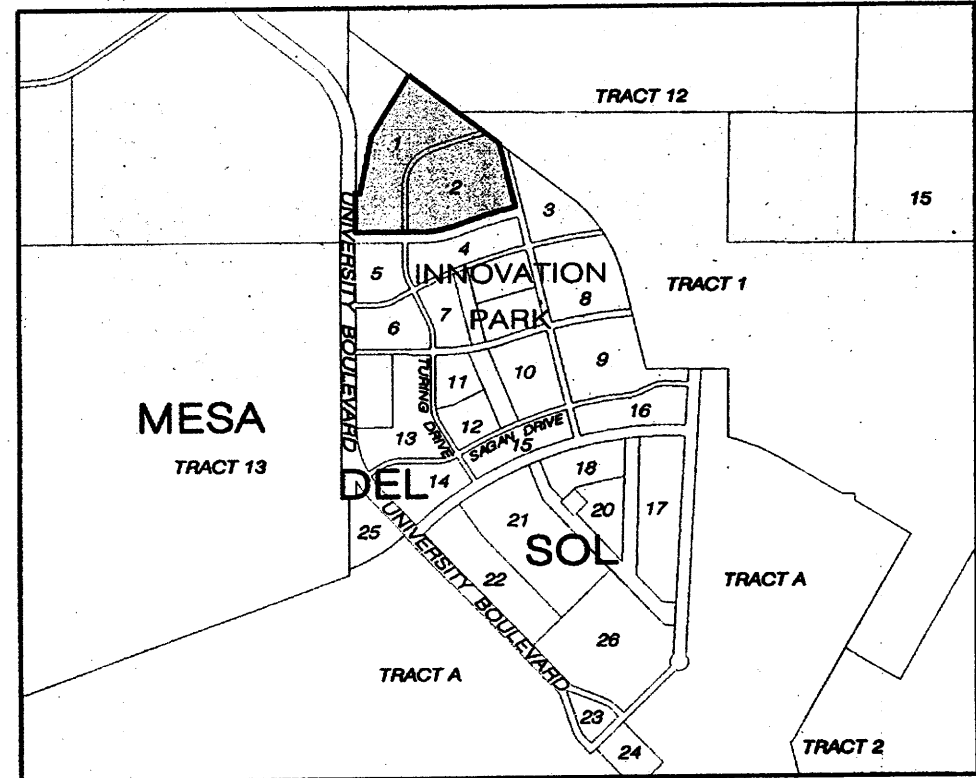 TRACT 12
1
2
15
3
UNIVERSITY BOULEVARD
4
5
INNOVATION
PARK
TRACT 1
8
7
6
9
10
11
TURING DRIVE
16
MESA
12
SAGAN DRIVE
13
15
TRACT 13
18
DEL
14
17
20
21
25
UNIVERSITY BOULEVARD
SOL
22
TRACT A
26
TRACT A
23
24
TRACT 2